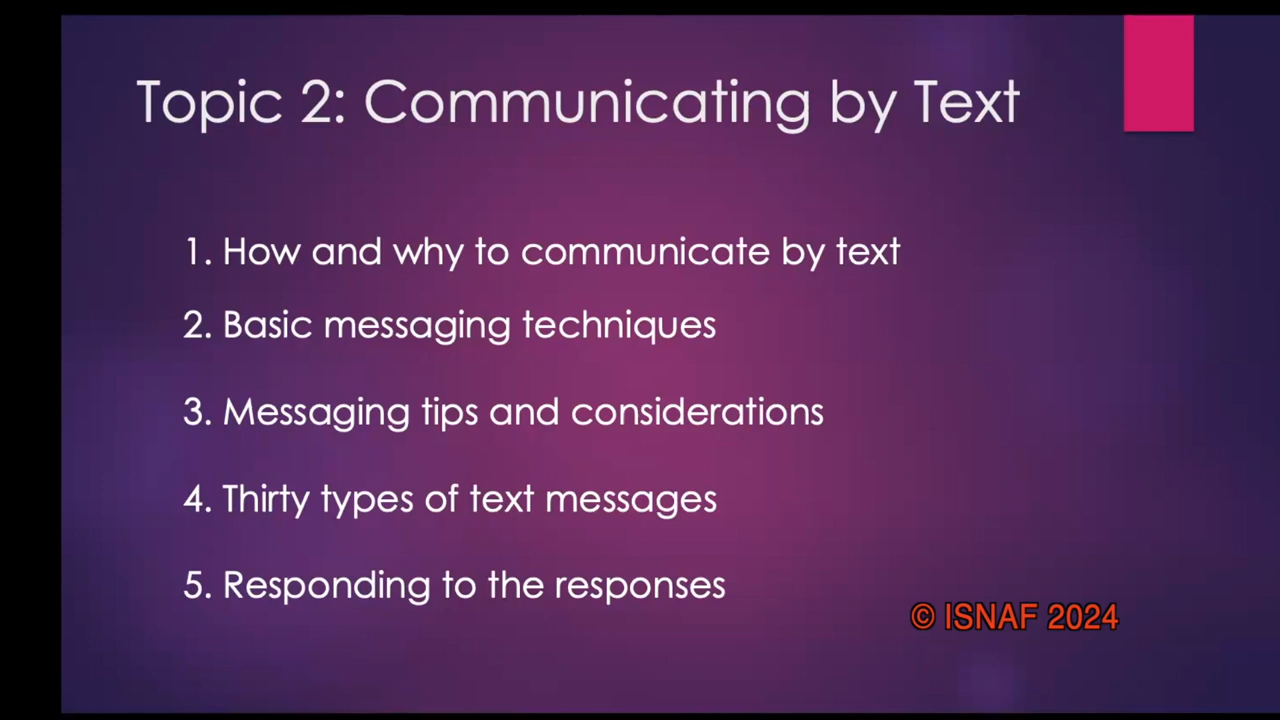 Topic 2: Communicating by Text
1. How and why to communicate by text
2. Basic messaging techniques
3. Messaging tips and considerations
4. Thirty types of text messages
5. Responding to the responses
© ISNAF 2024